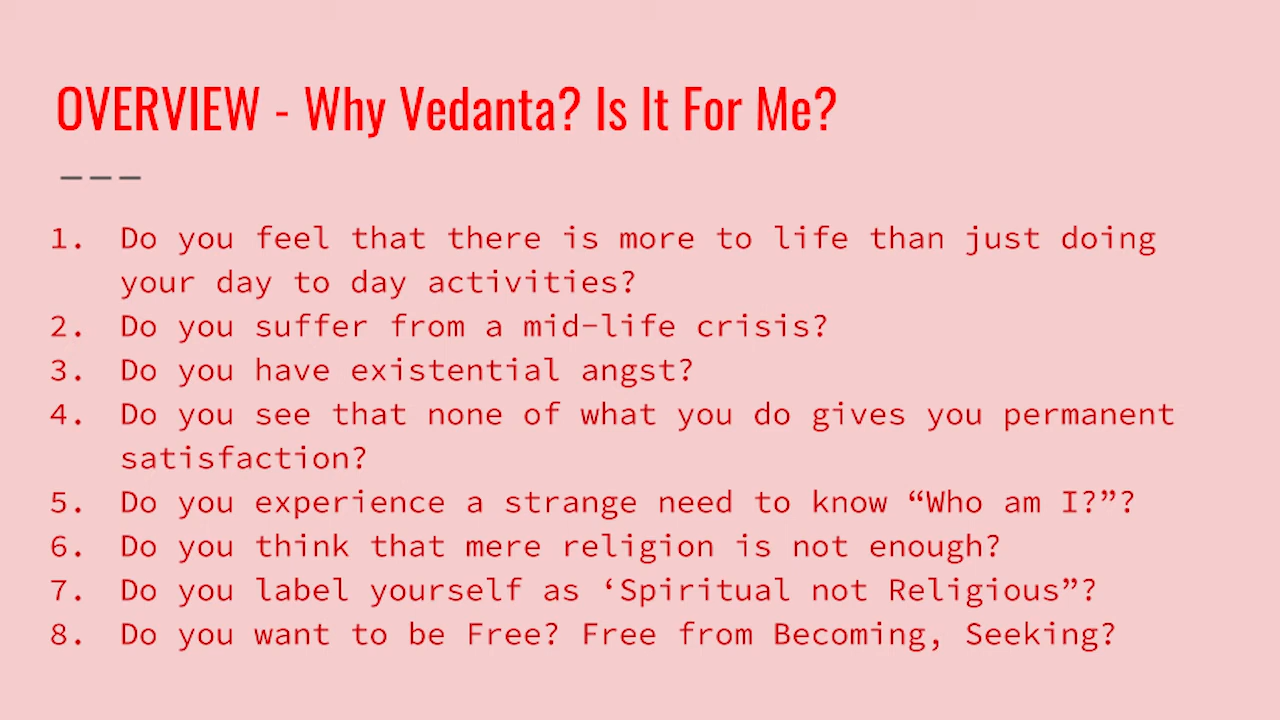 OVERVIEW - Why Vedanta? Is It For Me?
1. Do you feel that there is more to life than just doing
your day to day activities?
2. Do you suffer from a mid-life crisis?
3. Do you have existential angst?
4. Do you see that none of what you do gives you permanent
satisfaction?
5. Do you experience a strange need to know “Who am I?”?
6. Do you think that mere religion is not enough?
7. Do you label yourself as ‘Spiritual not Religious”?
8. Do you want to be Free? Free from Becoming, Seeking?